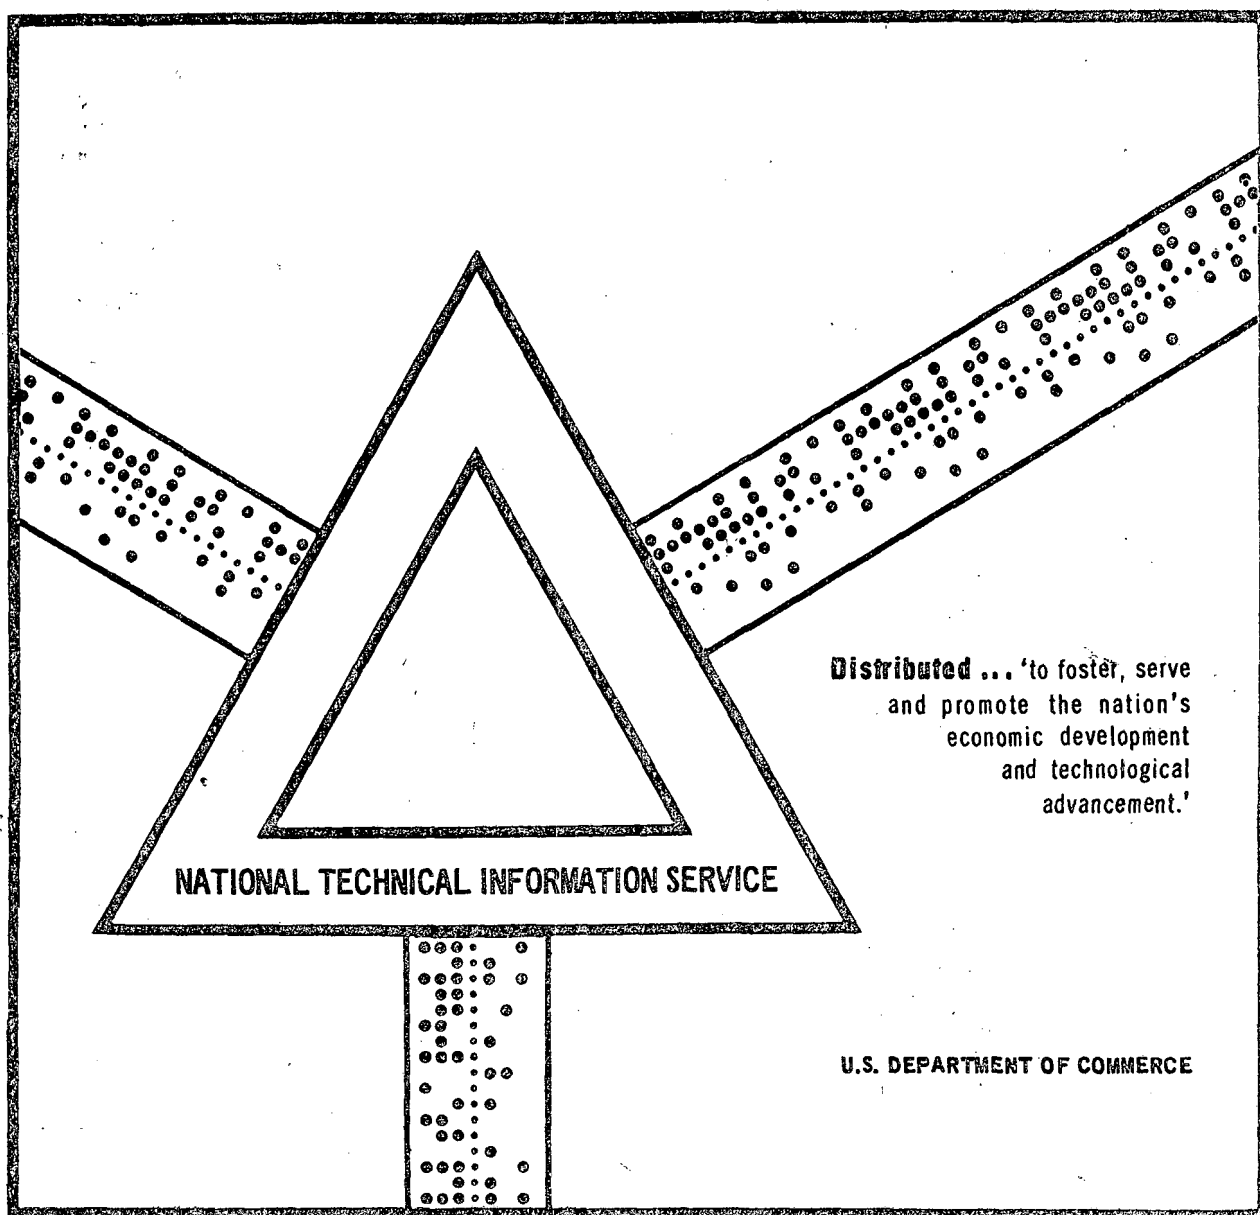 Distributed ... 'to foster, serve
and promote the nation's
economic development
and technological
advancement.'
NATIONAL TECHNICAL INFORMATION SERVICE
U.S. DEPARTMENT OF COMMERCE